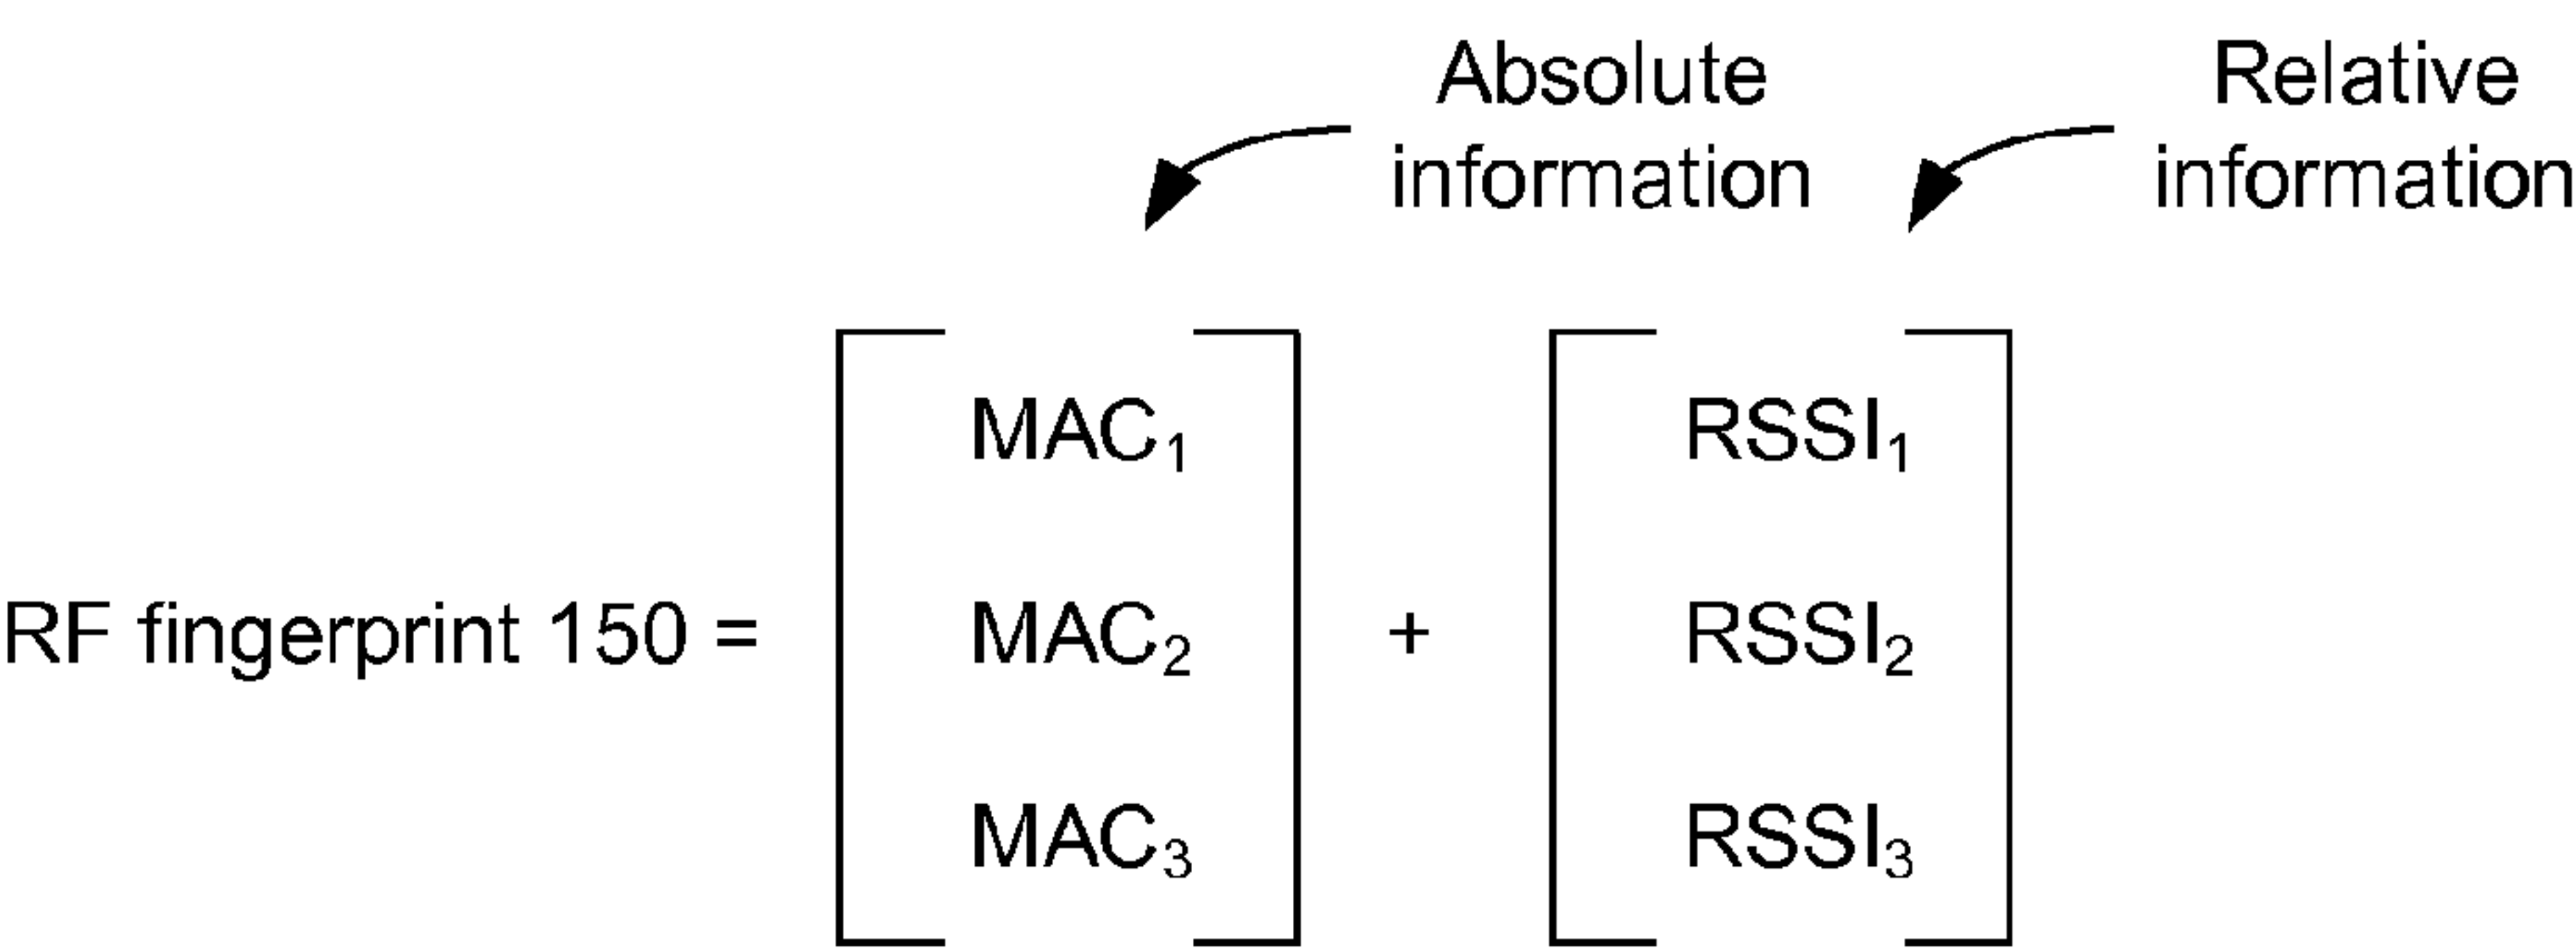 Absolute
information
Relative
information
MAC₁ RSSI₁
RF fingerprint 150 = MAC₂ + RSSI₂
MAC₃ RSSI₃